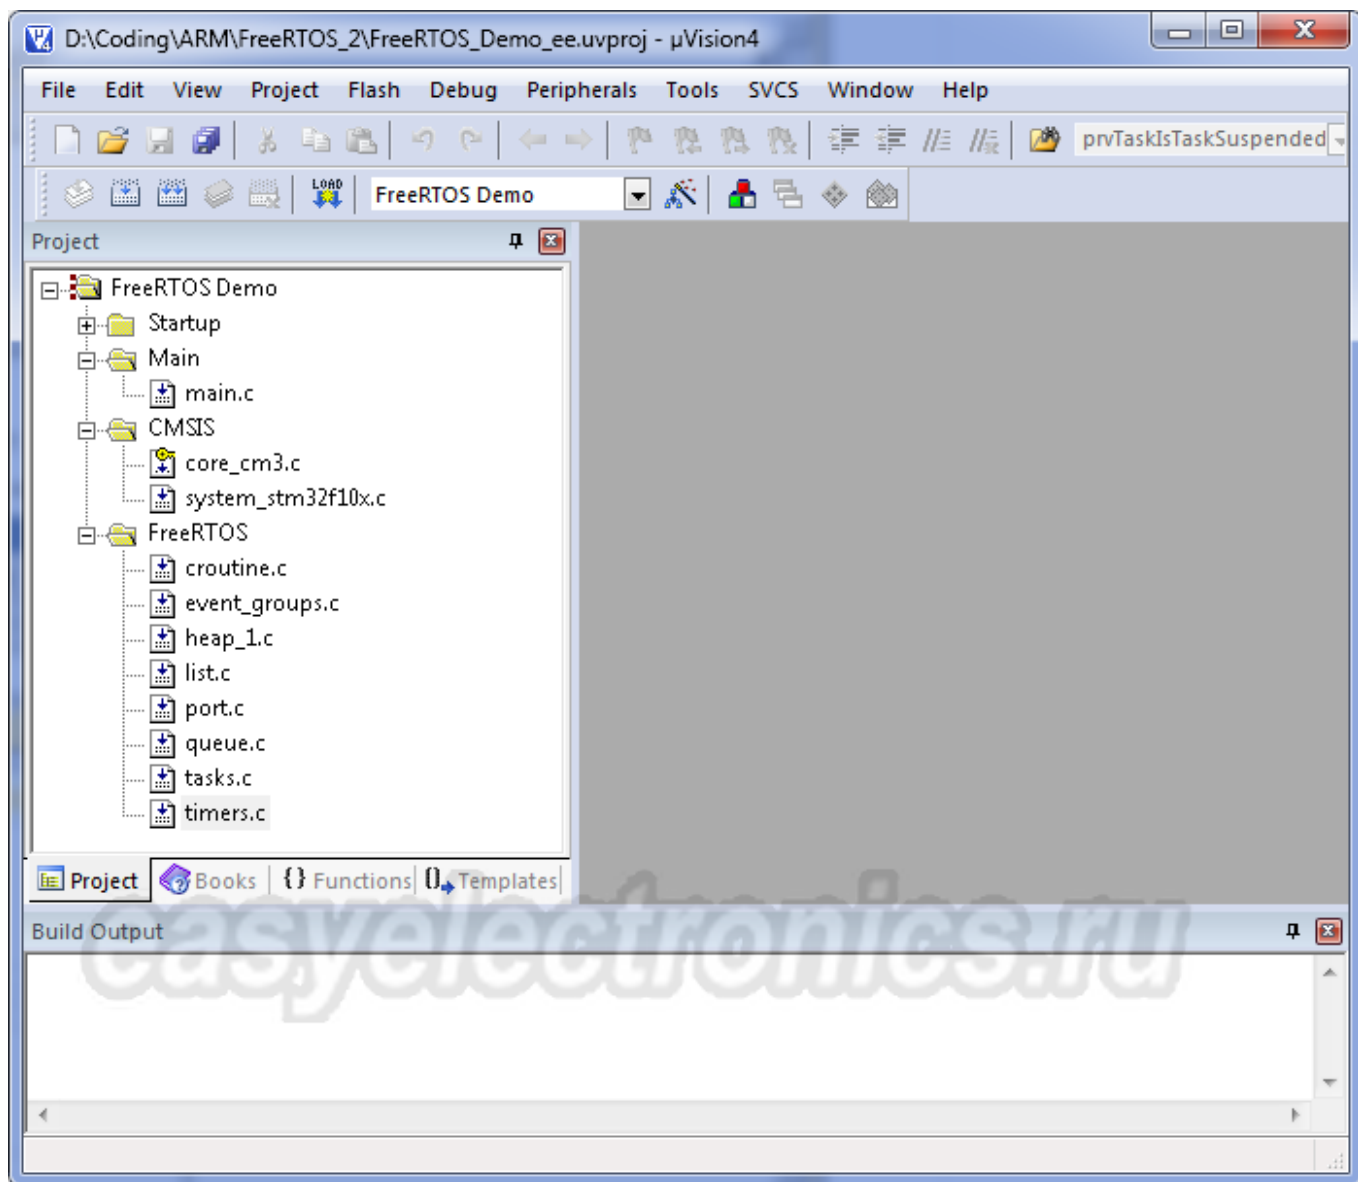 D:\Coding\ARM\FreeRTOS_2\FreeRTOS_Demo_ee.uvproj - µVision4
File Edit View Project Flash Debug Peripherals Tools SVCS Window Help
prvTaskIsTaskSuspended
LOAD FreeRTOS Demo
Project
FreeRTOS Demo
Startup
Main
main.c
CMSIS
core_cm3.c
system_stm32f10x.c
FreeRTOS
croutine.c
event_groups.c
heap_1.c
list.c
port.c
queue.c
tasks.c
timers.c
Project Books {} Functions 0 Templates
Build Output
easyelectronics.ru